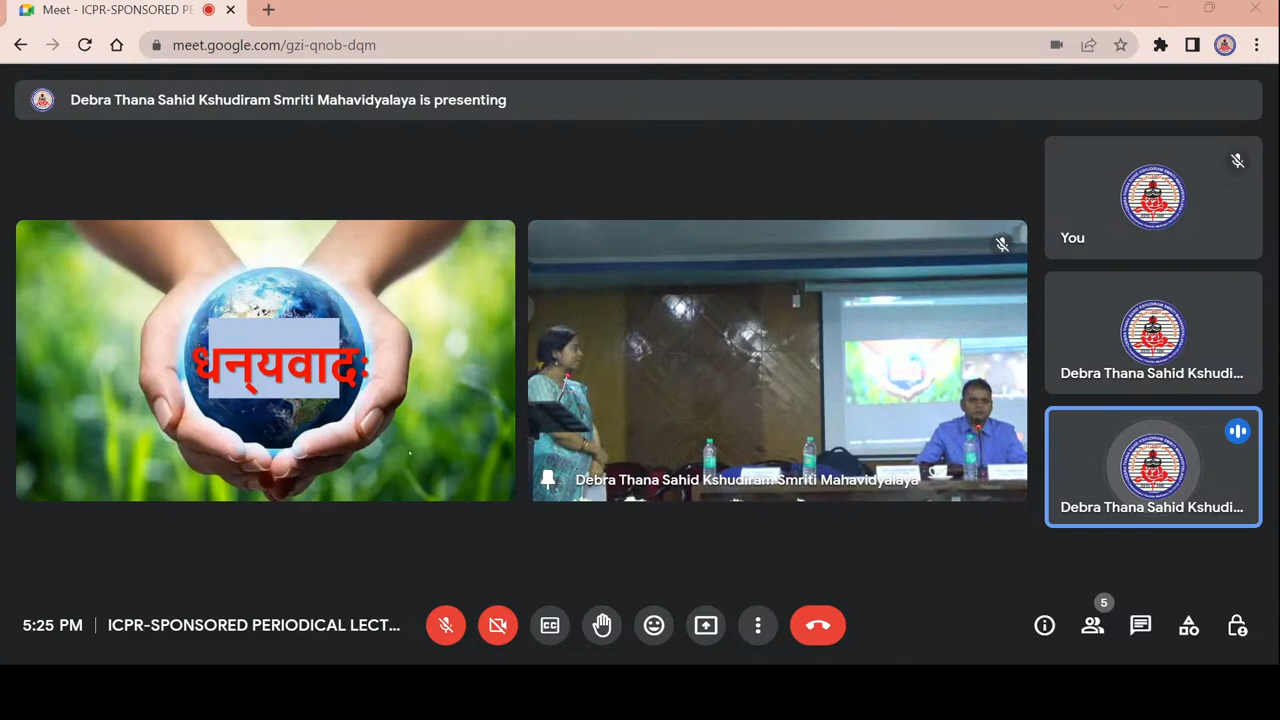 Meet - ICPR-SPONSORED PE
meet.google.com/gzi-qnob-dqm
Debra Thana Sahid Kshudiram Smriti Mahavidyalaya is presenting
You
धन्यवादः
Debra Thana Sahid Kshudi...
Debra Thana Sahid Kshudiram Smriti Mahavidyalaya
Debra Thana Sahid Kshudi...
5
5:25 PM
ICPR-SPONSORED PERIODICAL LECT...
CC